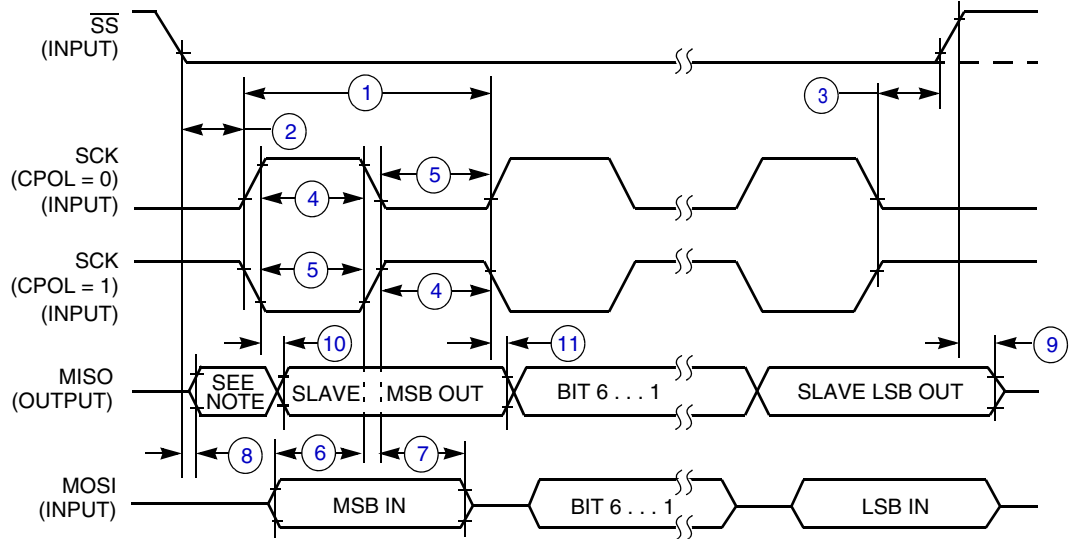 SS
(INPUT)
1
3
2
SCK
(CPOL = 0)
(INPUT)
5
4
SCK
(CPOL = 1)
(INPUT)
5
4
10
11
9
MISO
(OUTPUT)
SEE
NOTE
SLAVE MSB OUT
BIT 6 . . . 1
SLAVE LSB OUT
8
6
7
MOSI
(INPUT)
MSB IN
BIT 6 . . . 1
LSB IN